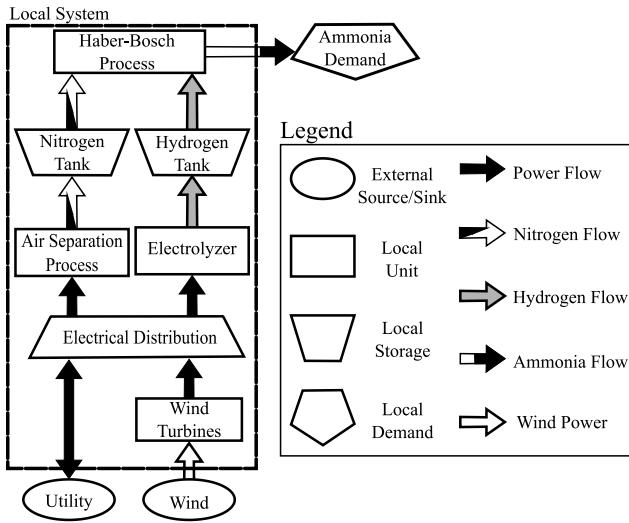 Local System
Haber-Bosch
Process
Ammonia
Demand
Nitrogen
Tank
Hydrogen
Tank
Air Separation
Process
Electrolyzer
Electrical Distribution
Wind
Turbines
Utility
Wind
Legend
External
Source/Sink
Power Flow
Nitrogen Flow
Local
Unit
Hydrogen Flow
Local
Storage
Ammonia Flow
Local
Demand
Wind Power